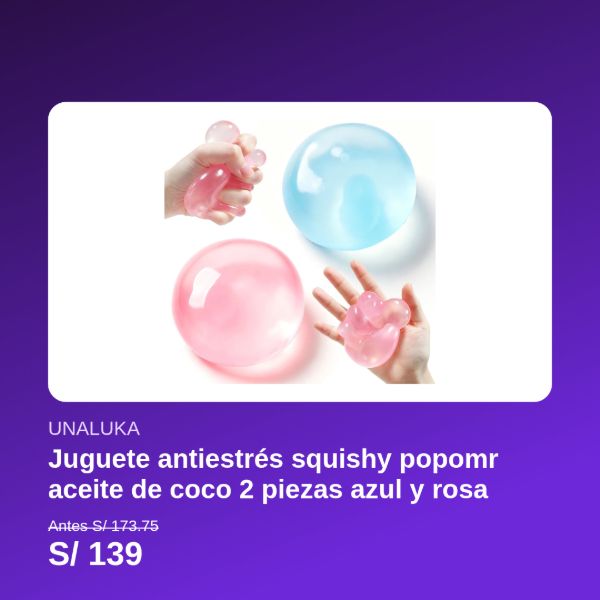 UNALUKA
Juguete antiestrés squishy popomr
aceite de coco 2 piezas azul y rosa
Antes S/ 173.75
S/ 139